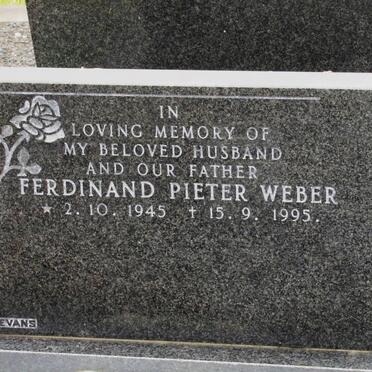 IN
LOVING MEMORY OF
MY BELOVED HUSBAND
AND OUR FATHER
FERDINAND PIETER WEBER
★ 2. 10. 1945 ✝ 15. 9. 1995.
EVANS